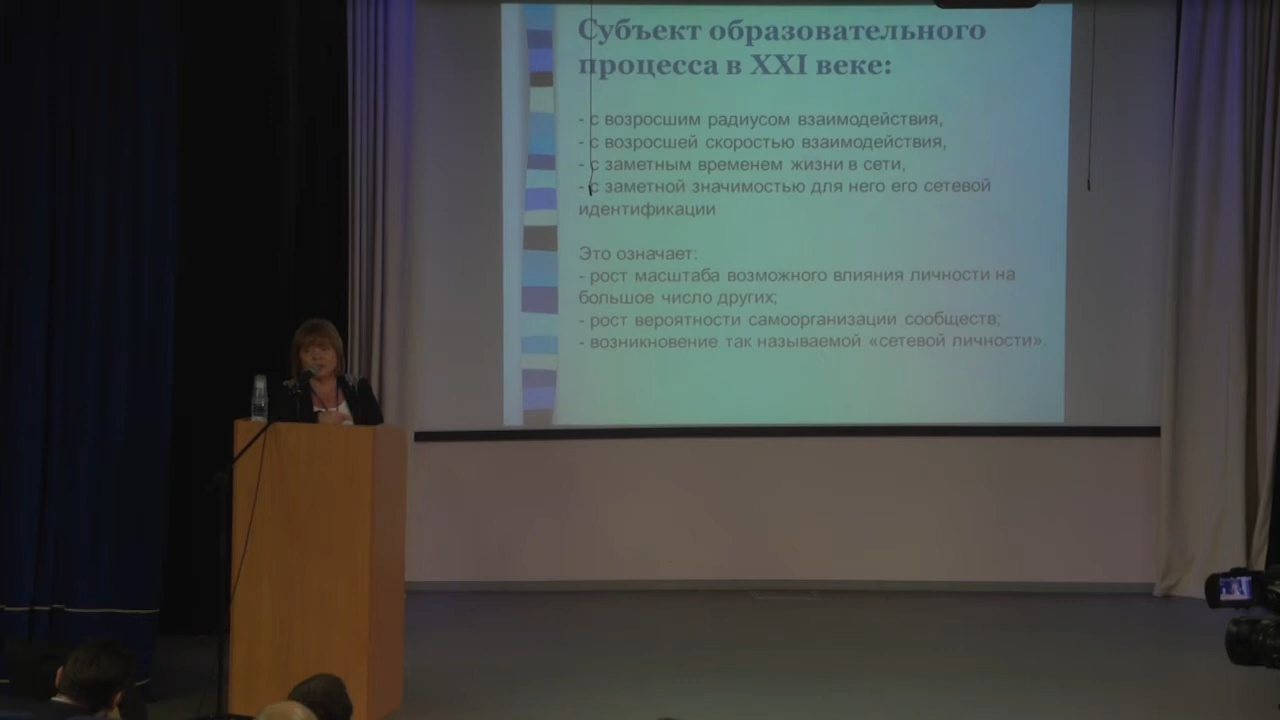 Субъект образовательного
процесса в XXI веке:
- с возросшим радиусом взаимодействия,
- с возросшей скоростью взаимодействия,
- с заметным временем жизни в сети,
- с заметной значимостью для него его сетевой
идентификации
Это означает:
- рост масштаба возможного влияния личности на
большое число других;
- рост вероятности самоорганизации сообществ;
- возникновение так называемой «сетевой личности».